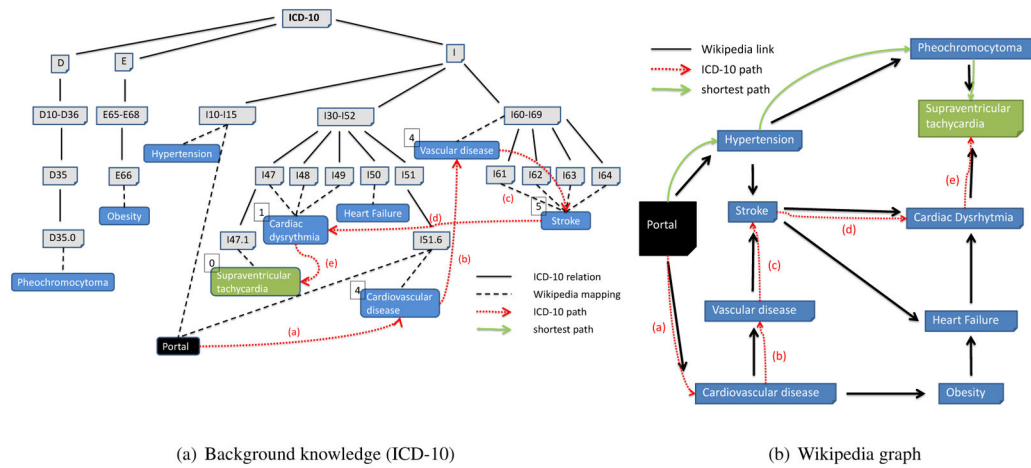 ICD-10
D
E
I
D10-D36
E65-E68
I10-I15
I30-I52
I60-I69
4
Hypertension
Vascular disease
D35
E66
I47
I48
I49
I50
I51
I61
I62
I63
I64
(c)
1
5
Obesity
Cardiac
dysrythmia
Heart Failure
(d)
Stroke
D35.0
I47.1
I51.6
0
(e)
(b)
Pheochromocytoma
Supraventricular
tachycardia
4
Cardiovascular
disease
ICD-10 relation
Wikipedia mapping
ICD-10 path
shortest path
(a)
Portal
(a) Background knowledge (ICD-10)
Wikipedia link
ICD-10 path
shortest path
Pheochromocytoma
Supraventricular
tachycardia
Hypertension
(e)
Portal
Stroke
(d)
Cardiac Dysrhytmia
(c)
Vascular disease
Heart Failure
(a)
(b)
Cardiovascular disease
Obesity
(b) Wikipedia graph